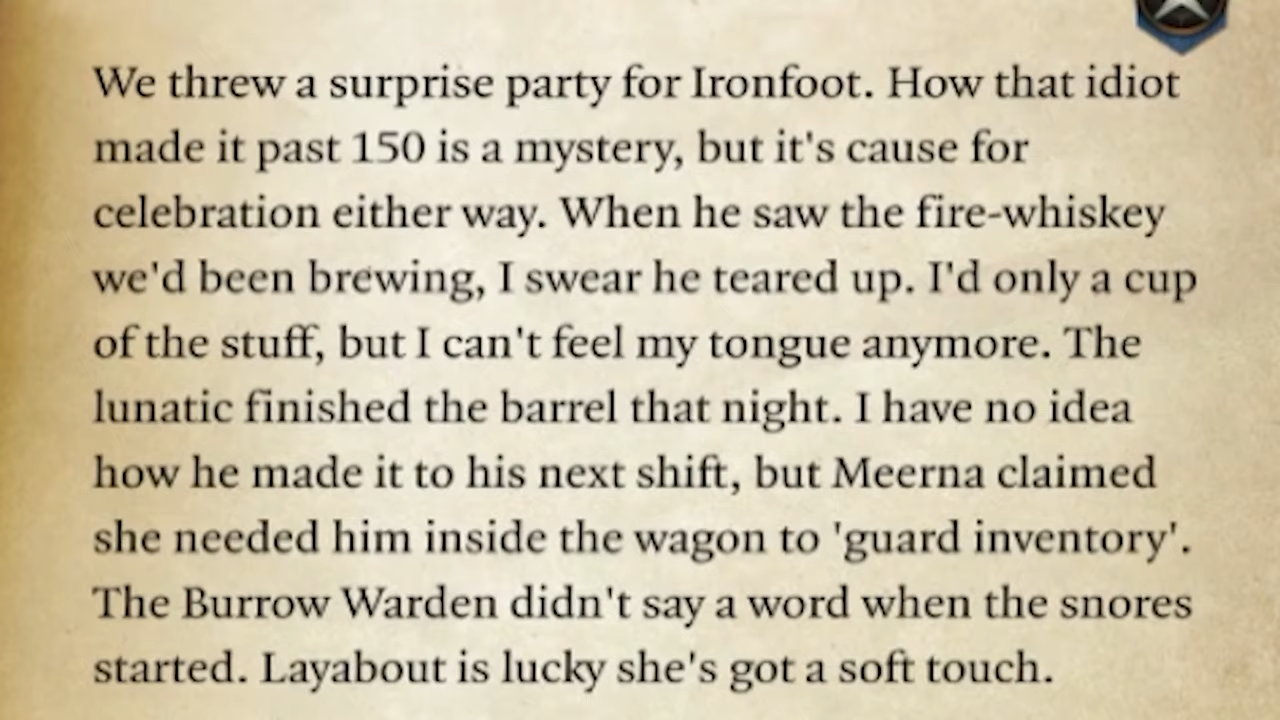 We threw a surprise party for Ironfoot. How that idiot
made it past 150 is a mystery, but it's cause for
celebration either way. When he saw the fire-whiskey
we'd been brewing, I swear he teared up. I'd only a cup
of the stuff, but I can't feel my tongue anymore. The
lunatic finished the barrel that night. I have no idea
how he made it to his next shift, but Meerna claimed
she needed him inside the wagon to 'guard inventory'.
The Burrow Warden didn't say a word when the snores
started. Layabout is lucky she's got a soft touch.